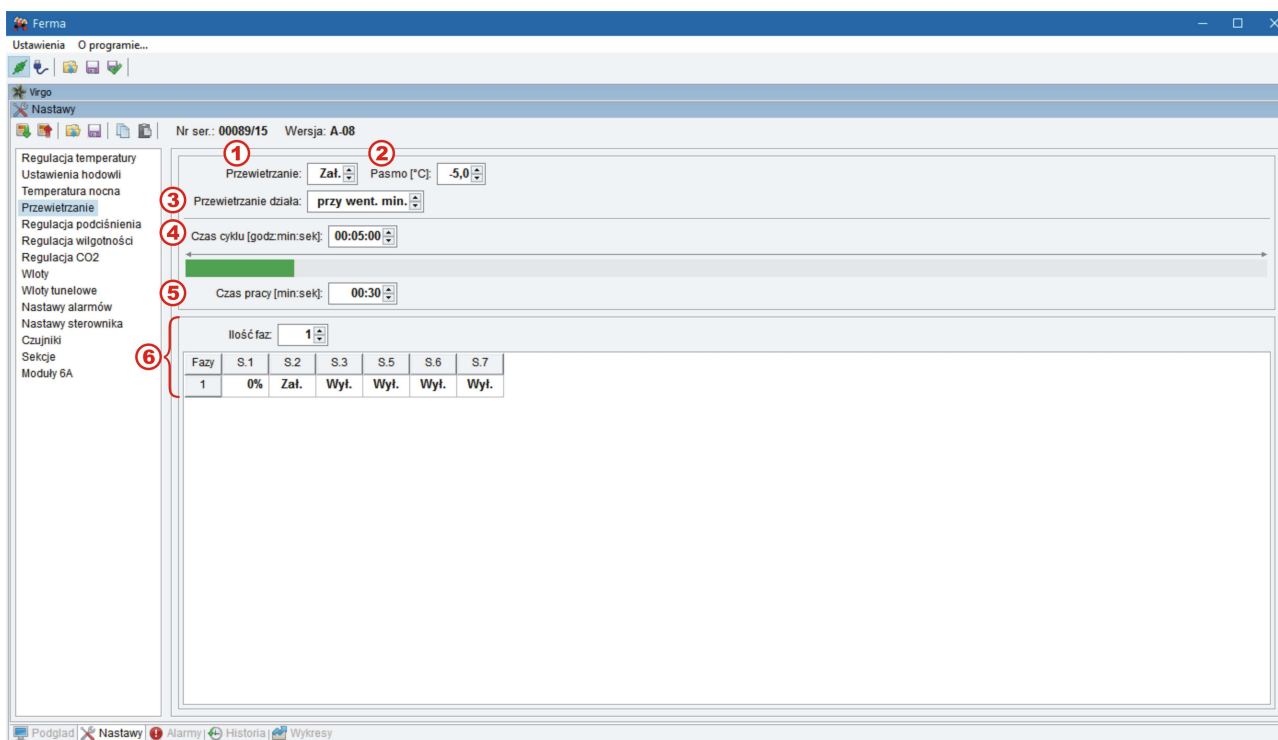 Ferma
Ustawienia O programie...
Virgo
Nastawy
Nr ser.: 00089/15 Wersja: A-08
Regulacja temperatury
Ustawienia hodowli
Temperatura nocna
Przewietrzanie
Regulacja podciśnienia
Regulacja wilgotności
Regulacja CO2
Wloty
Wloty tunelowe
Nastawy alarmów
Nastawy sterownika
Czujniki
Sekcje
Moduły 6A
1 2
Przewietrzanie: Zał. Pasmo [°C]: -5,0
3 Przewietrzanie działa: przy went. min.
4 Czas cyklu [godz:min:sek]: 00:05:00
5 Czas pracy [min:sek]: 00:30
6
Ilość faz: 1
Fazy S.1 S.2 S.3 S.5 S.6 S.7
1 0% Zał. Wył. Wył. Wył. Wył.
Podgląd Nastawy Alarmy Historia Wykresy